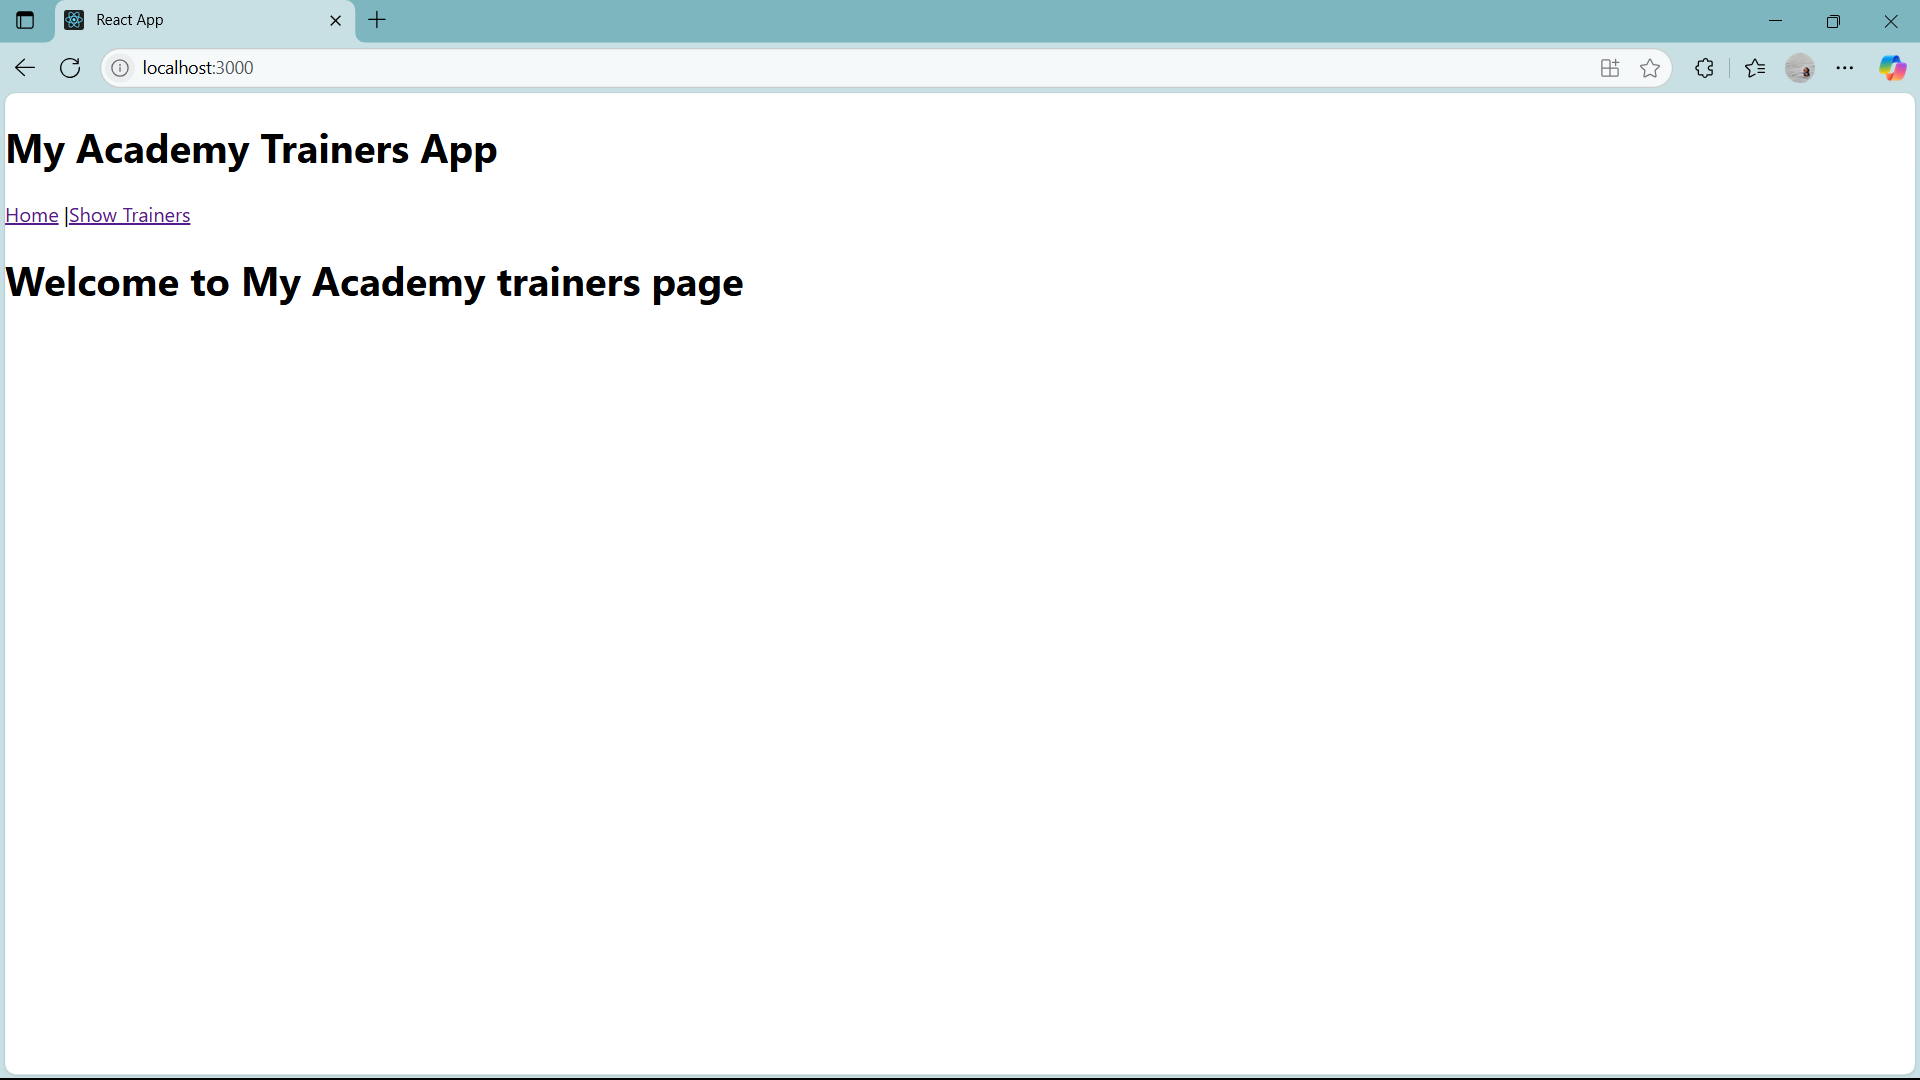 React App
localhost:3000
My Academy Trainers App
Home |Show Trainers
Welcome to My Academy trainers page